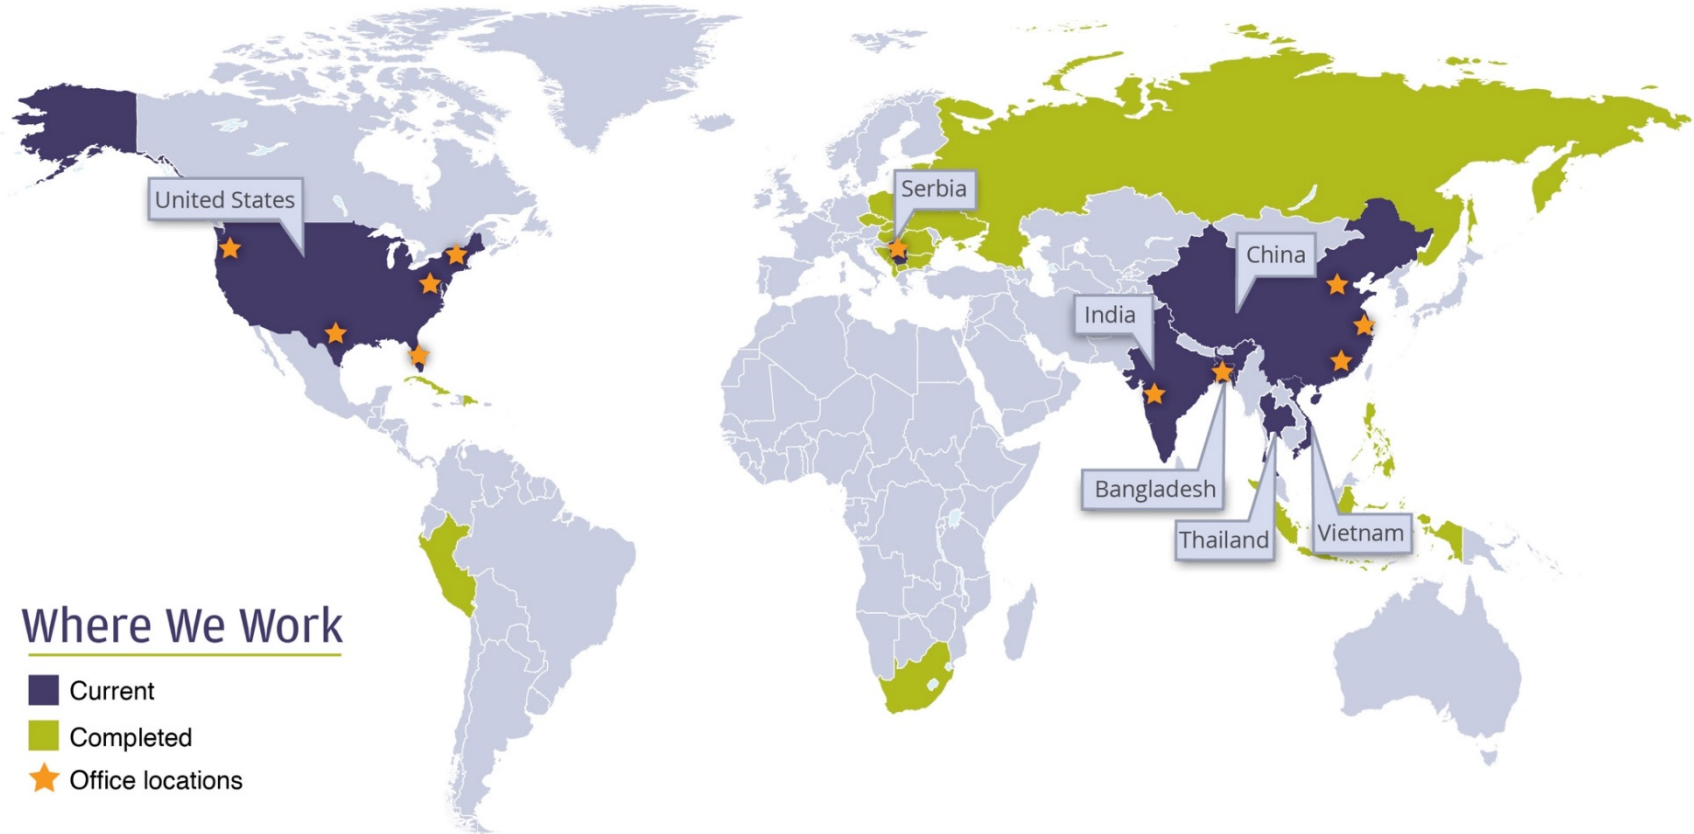 United States
Serbia
China
India
Bangladesh
Thailand
Vietnam
Where We Work
Current
Completed
Office locations